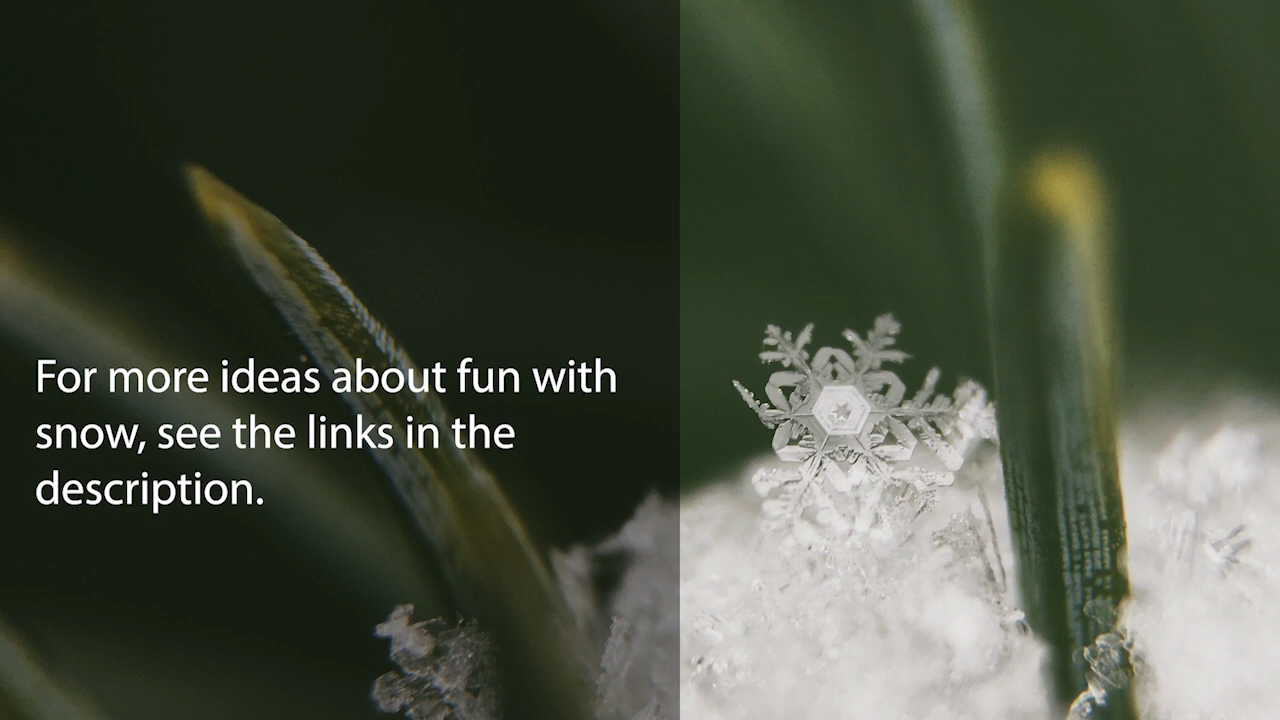 For more ideas about fun with
snow, see the links in the
description.